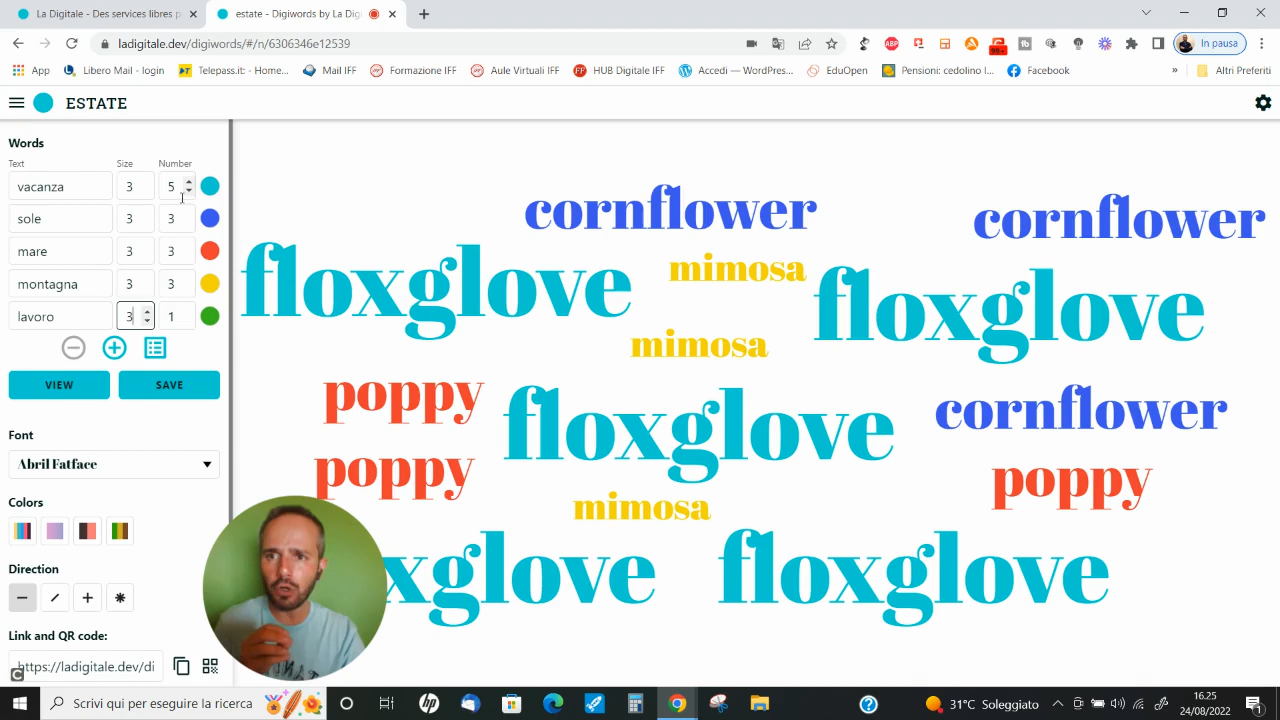 La Digitale - Des services libres p
estate - Digiwords by La Di
ladigitale.dev/digiwords/#/n/6306
6e12539
In pausa
App
Libero Mail - login
Telepass.it: - Home...
Mail IFF
Formazione IFF
Aule Virtuali IFF
HUB Digitale IFF
Accedi — WordPres...
EduOpen
Pensioni: cedolino i...
Facebook
»
Altri Preferiti
ESTATE
Words
Text Size Number
vacanza 3 5
sole 3 3
mare 3 3
montagna 3 3
lavoro 3 1
VIEW SAVE
Font
Abril Fatface
Colors
Direction
Link and QR code:
https://ladigitale.dev/di
cornflower
cornflower
floxglove
mimosa
floxglove
mimosa
poppy
floxglove
cornflower
poppy
poppy
mimosa
xglove
floxglove
Scrivi qui per eseguire la ricerca
31°C Soleggiato
16.25
24/08/2022